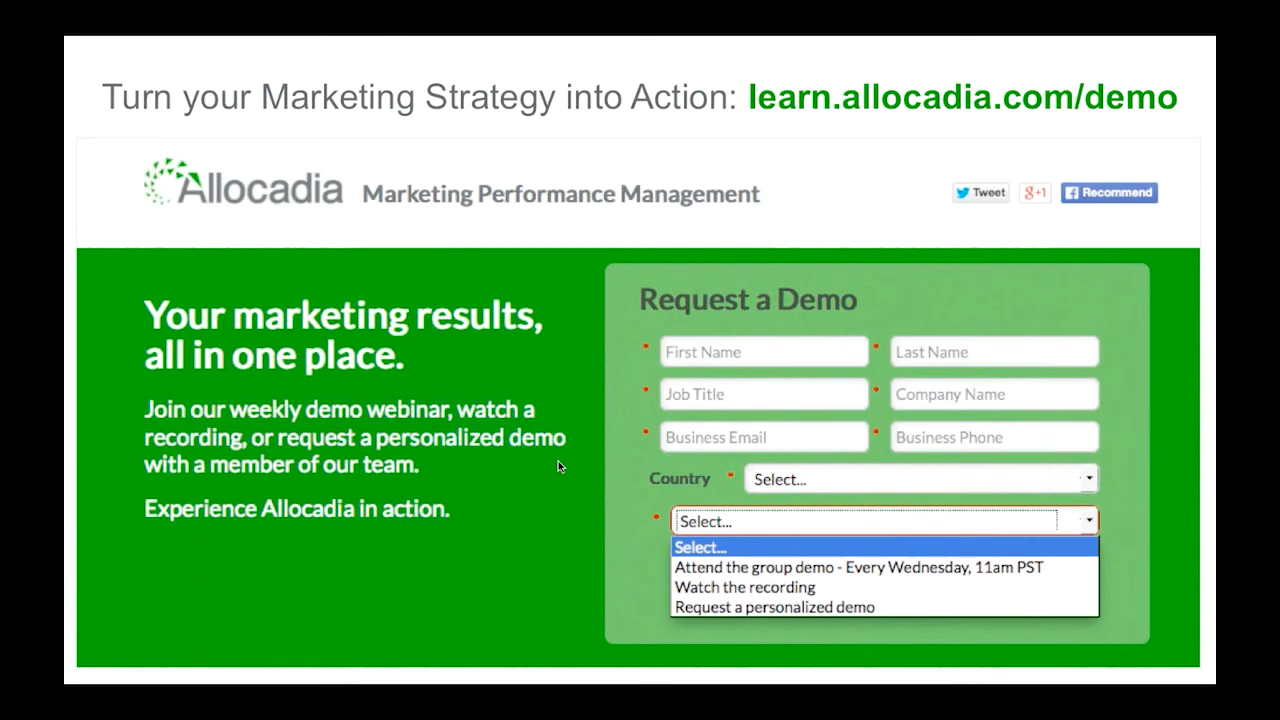 Turn your Marketing Strategy into Action: learn.allocadia.com/demo
Allocadia Marketing Performance Management
Tweet
g+1
Recommend
Your marketing results,
all in one place.
Join our weekly demo webinar, watch a
recording, or request a personalized demo
with a member of our team.
Experience Allocadia in action.
Request a Demo
* First Name * Last Name
* Job Title * Company Name
* Business Email * Business Phone
Country * Select...
* Select...
Select...
Attend the group demo - Every Wednesday, 11am PST
Watch the recording
Request a personalized demo